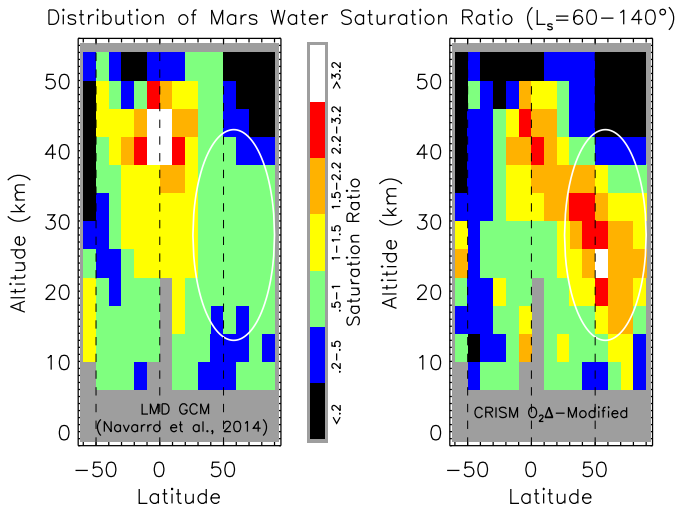 Distribution of Mars Water Saturation Ratio (Ls=60−140°)
Altitude (km)
50
40
30
20
10
0
LMD GCM
(Navarro et al., 2014)
−50 0 50
Latitude
>3.2
2.2−3.2
1.5−2.2
1−1.5
.5−1
.2−.5
<.2
Saturation Ratio
Altitide (km)
50
40
30
20
10
0
CRISM O2Δ−Modified
−50 0 50
Latitude